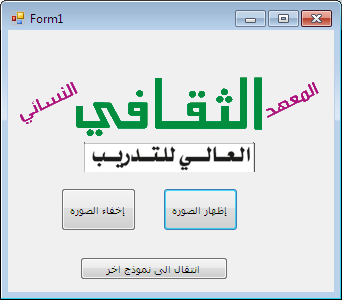 Form1
المعهد الثقافي النسائي
العالي للتدريب
إظهار الصوره إخفاء الصوره
انتقال الى نموذج اخر